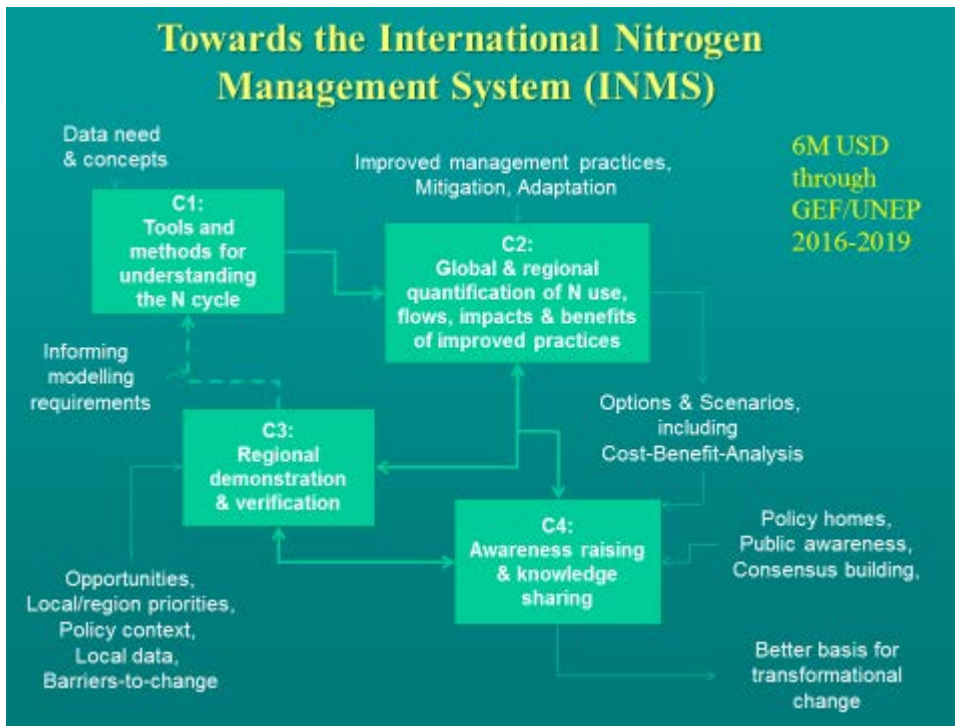 Towards the International Nitrogen
Management System (INMS)
Data need
& concepts
Improved management practices,
Mitigation, Adaptation
6M USD
through
GEF/UNEP
2016-2019
C1:
Tools and
methods for
understanding
the N cycle
C2:
Global & regional
quantification of N use,
flows, impacts & benefits
of improved practices
Informing
modelling
requirements
Options & Scenarios,
including
Cost-Benefit-Analysis
C3:
Regional
demonstration
& verification
C4:
Awareness raising
& knowledge
sharing
Policy homes,
Public awareness,
Consensus building,
Opportunities,
Local/region priorities,
Policy context,
Local data,
Barriers-to-change
Better basis for
transformational
change